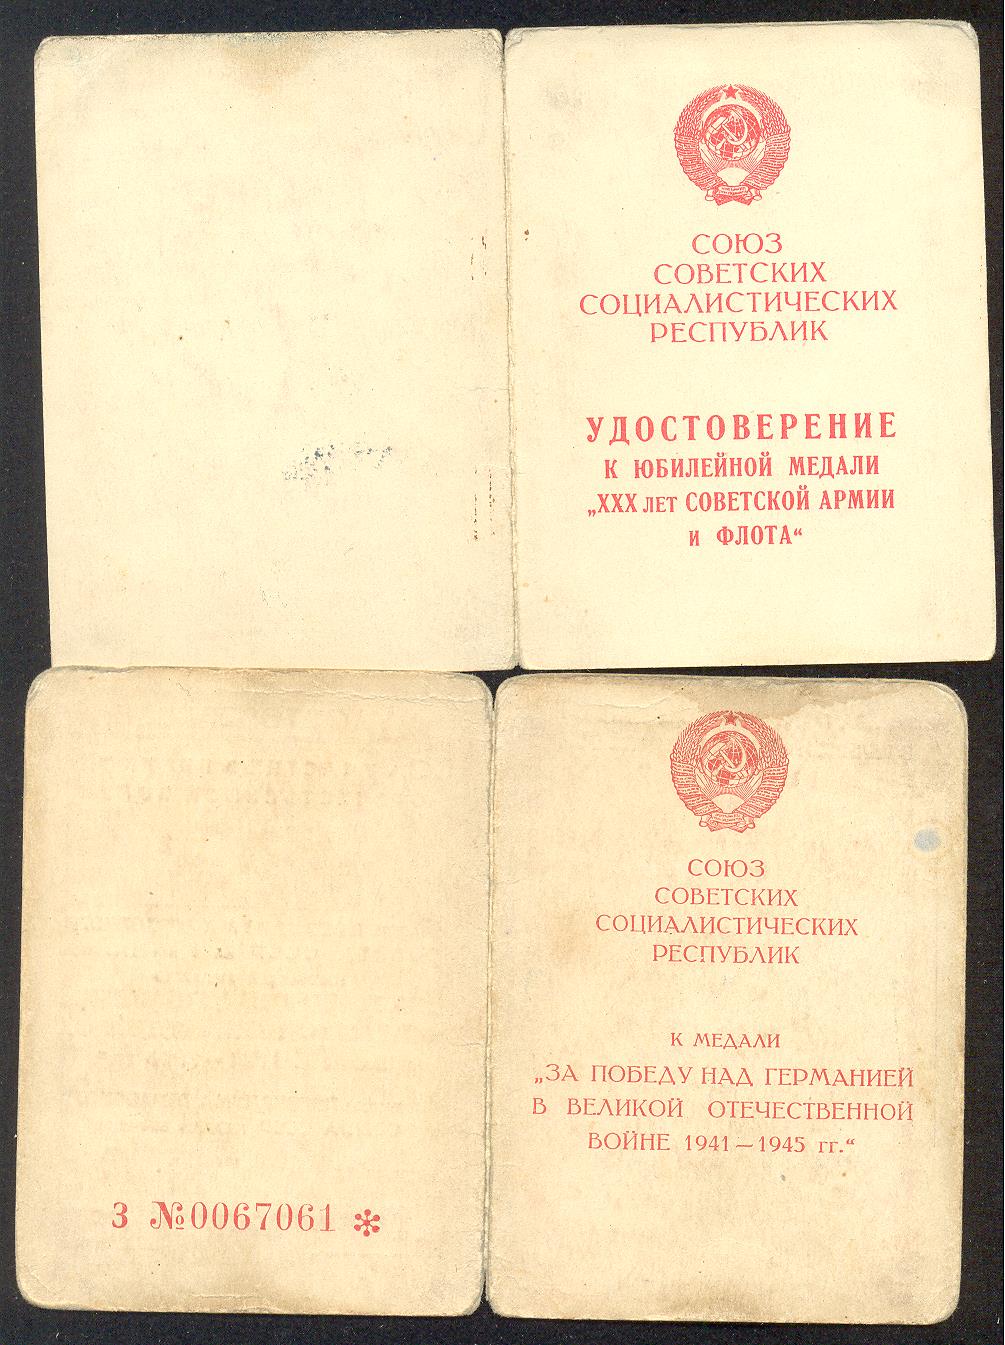 СОЮЗ
СОВЕТСКИХ
СОЦИАЛИСТИЧЕСКИХ
РЕСПУБЛИК
УДОСТОВЕРЕНИЕ
К ЮБИЛЕЙНОЙ МЕДАЛИ
„XXX ЛЕТ СОВЕТСКОЙ АРМИИ
И ФЛОТА“
СОЮЗ
СОВЕТСКИХ
СОЦИАЛИСТИЧЕСКИХ
РЕСПУБЛИК
К МЕДАЛИ
„ЗА ПОБЕДУ НАД ГЕРМАНИЕЙ
В ВЕЛИКОЙ ОТЕЧЕСТВЕННОЙ
ВОЙНЕ 1941—1945 гг.“
З №0067061